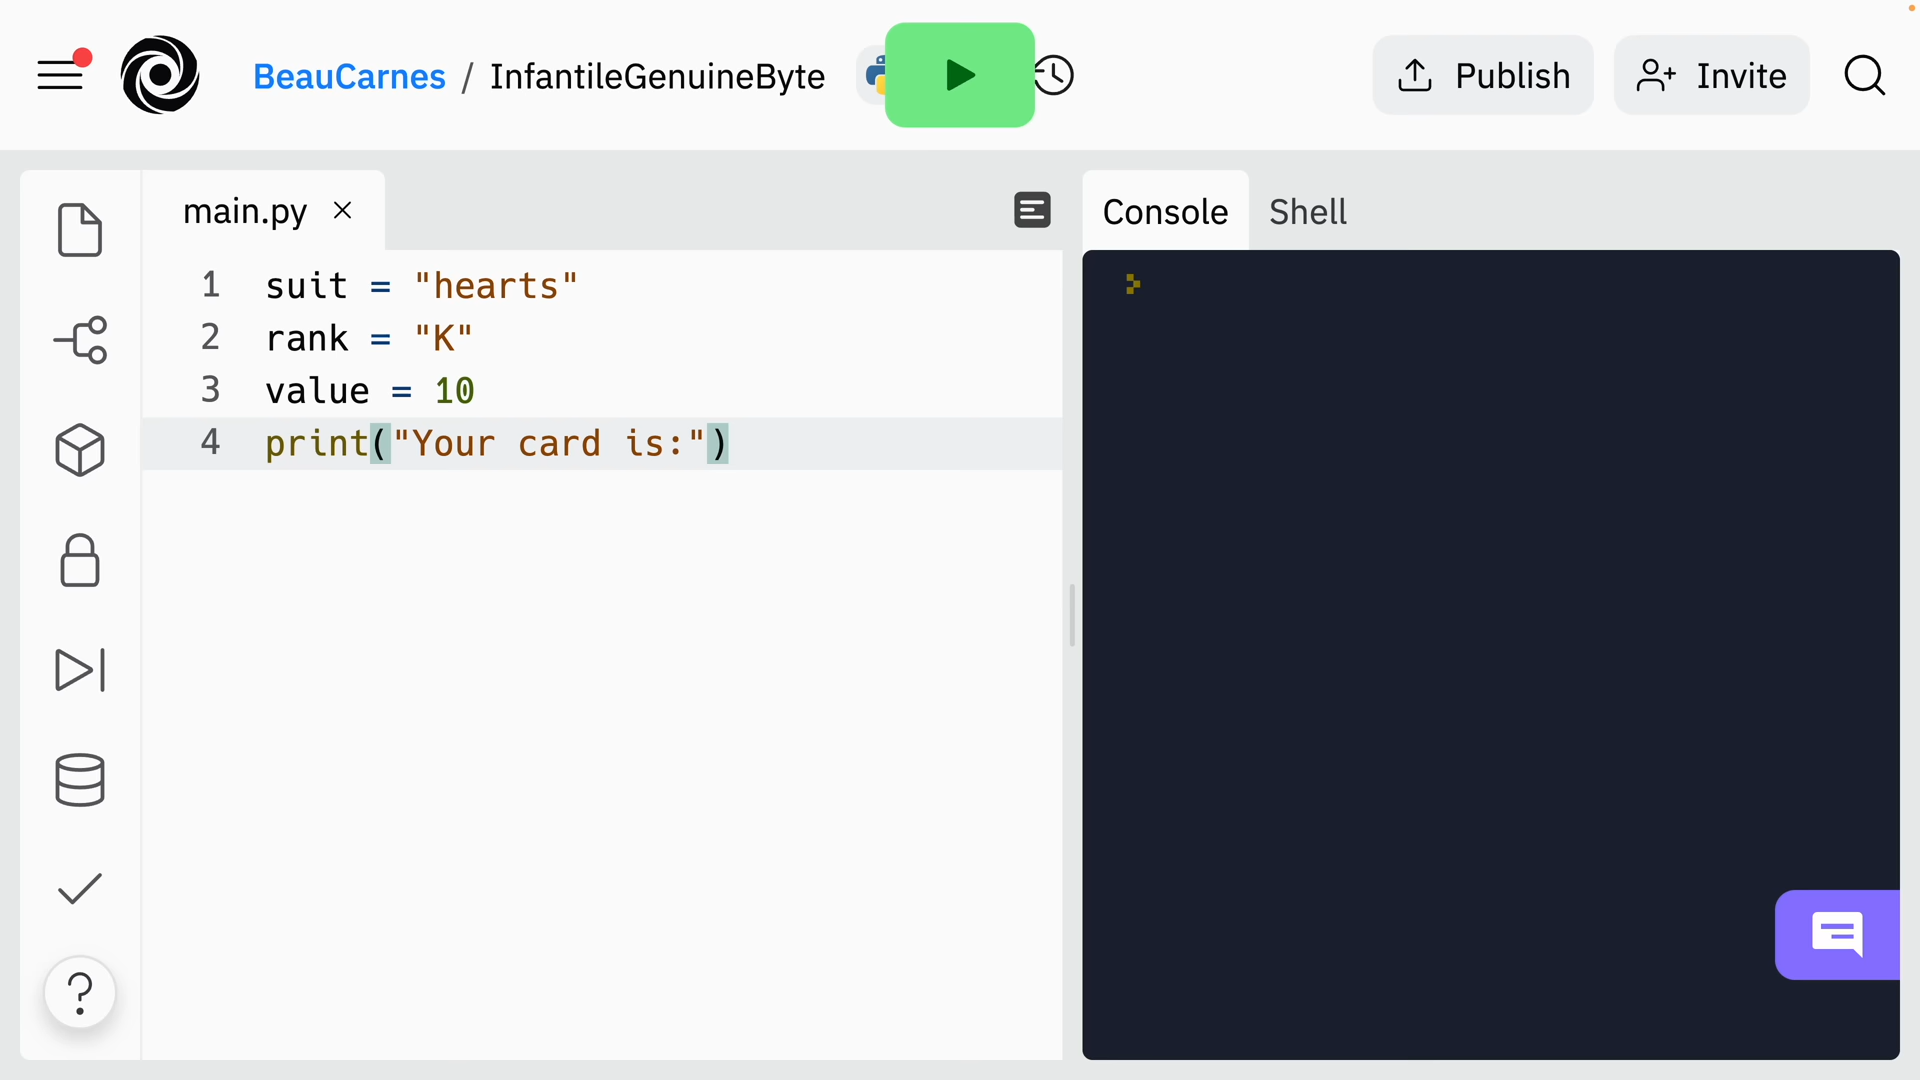 BeauCarnes / InfantileGenuineByte
Publish
Invite
main.py
Console
Shell
1 suit = "hearts"
2 rank = "K"
3 value = 10
4 print("Your card is:")
?